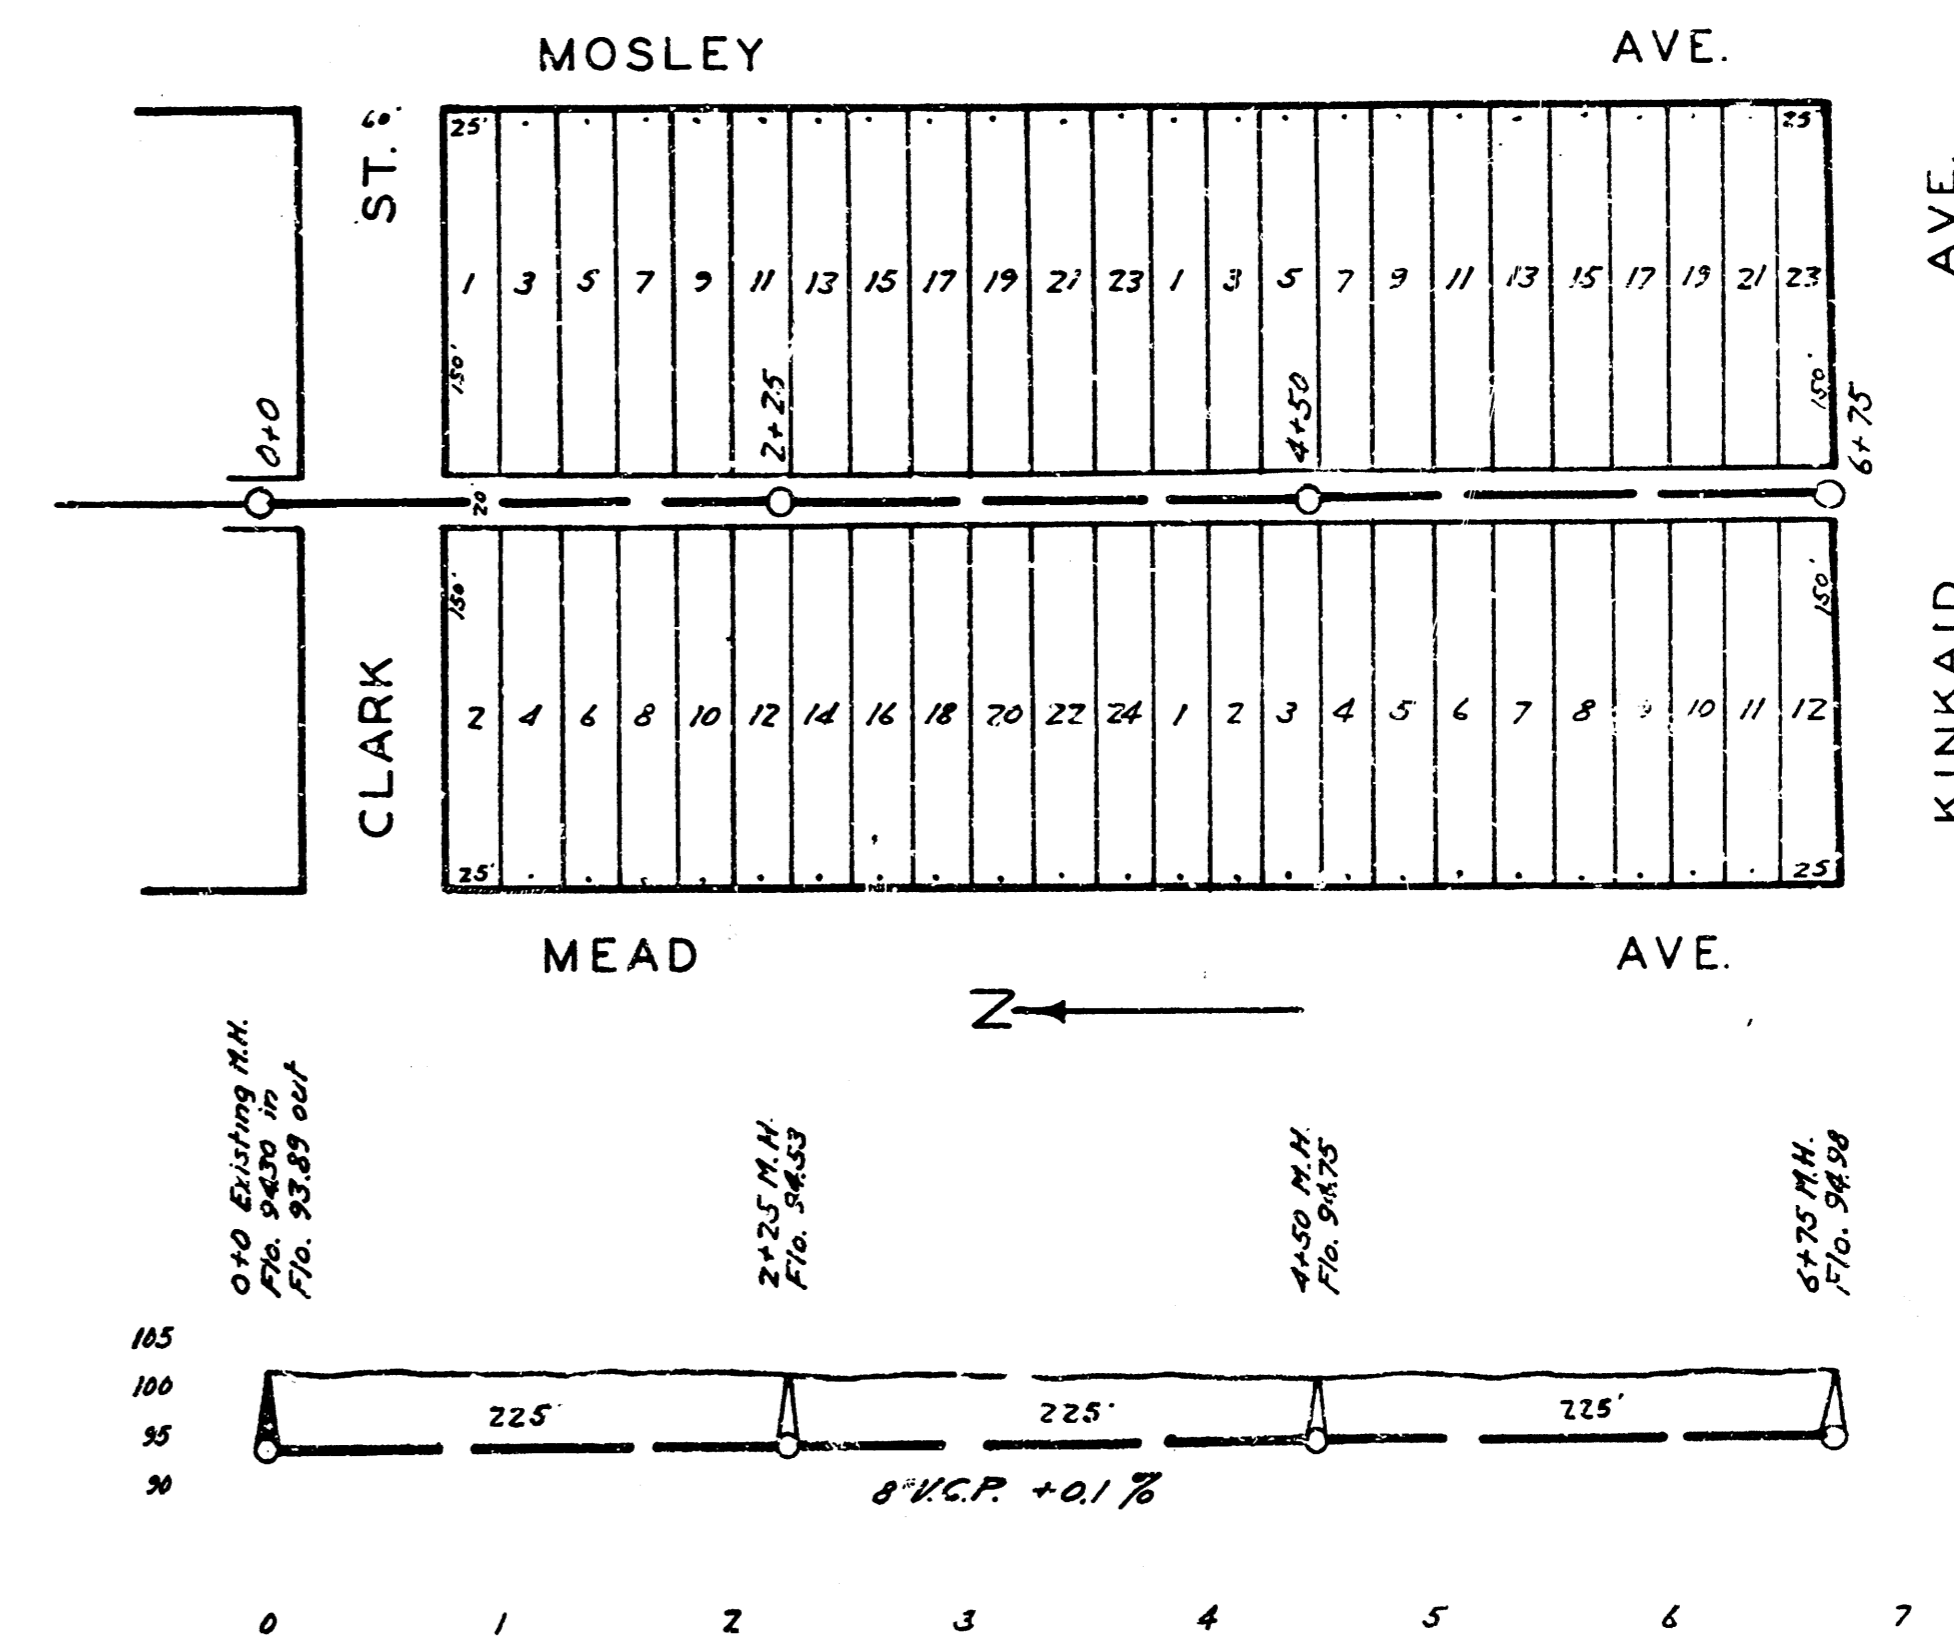 MOSLEY AVE.
60'
ST.
CLARK
AVE.
KINKAID
25' 25'
1 3 5 7 9 11 13 15 17 19 21 23 1 3 5 7 9 11 13 15 17 19 21 23
150' 150'
0+0 2+25 4+50 6+75
20
150' 150'
2 4 6 8 10 12 14 16 18 20 22 24 1 2 3 4 5 6 7 8 9 10 11 12
25' 25
MEAD AVE.
N
0+0 Existing M.H.
Flo. 94.30 in
Flo. 93.89 out
2+25 M.H.
Flo. 94.53
4+50 M.H.
Flo. 94.75
6+75 M.H.
Flo. 94.98
105
100
95
90
225' 225' 225'
8" V.C.P. +0.1%
0 1 2 3 4 5 6 7